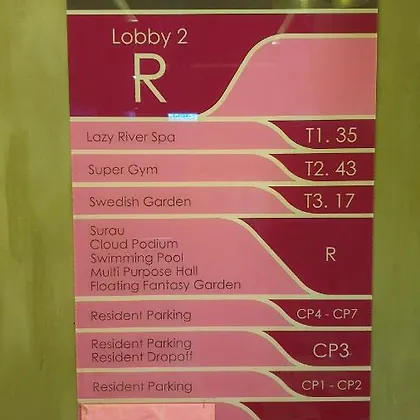 Lobby 2
R
Lazy River Spa T1. 35
Super Gym T2. 43
Swedish Garden T3. 17
Surau
Cloud Podium
Swimming Pool
Multi Purpose Hall
Floating Fantasy Garden
R
Resident Parking CP4 - CP7
Resident Parking
Resident Dropoff
CP3
Resident Parking CP1 - CP2